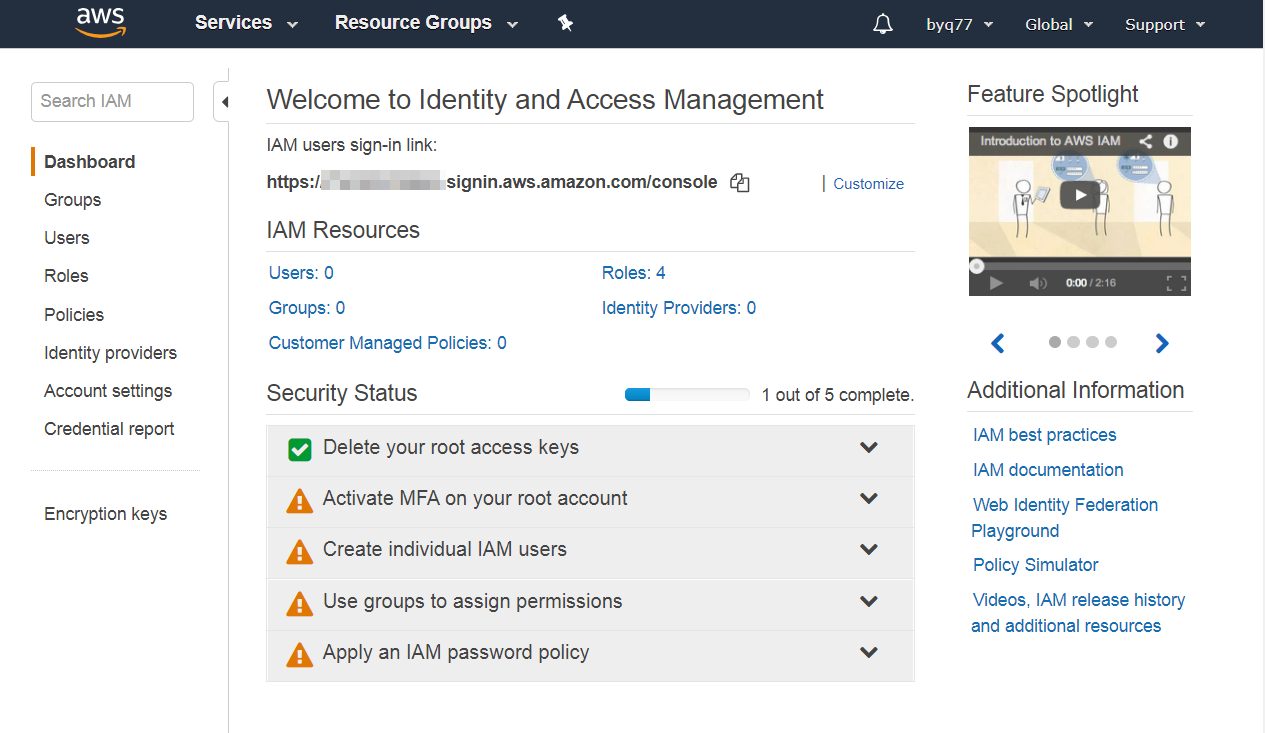 aws Services Resource Groups byq77 Global Support
Search IAM
Dashboard
Groups
Users
Roles
Policies
Identity providers
Account settings
Credential report
Encryption keys
Welcome to Identity and Access Management
IAM users sign-in link:
https:/ signin.aws.amazon.com/console | Customize
IAM Resources
Users: 0 Roles: 4
Groups: 0 Identity Providers: 0
Customer Managed Policies: 0
Security Status 1 out of 5 complete.
Delete your root access keys
Activate MFA on your root account
Create individual IAM users
Use groups to assign permissions
Apply an IAM password policy
Feature Spotlight
Introduction to AWS IAM
0:00 / 2:16
Additional Information
IAM best practices
IAM documentation
Web Identity Federation
Playground
Policy Simulator
Videos, IAM release history
and additional resources